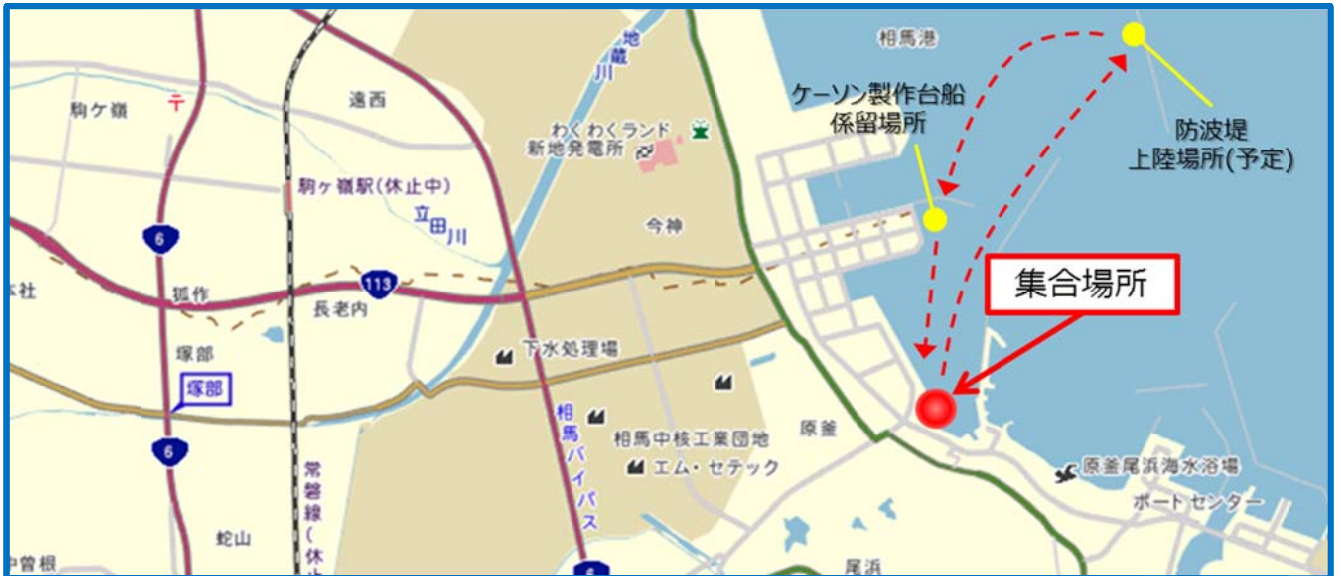 相馬港
地蔵川
遠西
駒ケ嶺
〒
わくわくランド
新地発電所
ケーソン製作台船
係留場所
防波堤
上陸場所(予定)
駒ヶ嶺駅(休止中)
立田川
今神
6
113
集合場所
本社
狐作
長老内
塚部
塚部
下水処理場
6
相馬バイパス
相馬中核工業団地
エム・セテック
原釜
原釜尾浜海水浴場
ボートセンター
常磐線(休止
蛇山
中曽根
6
尾浜